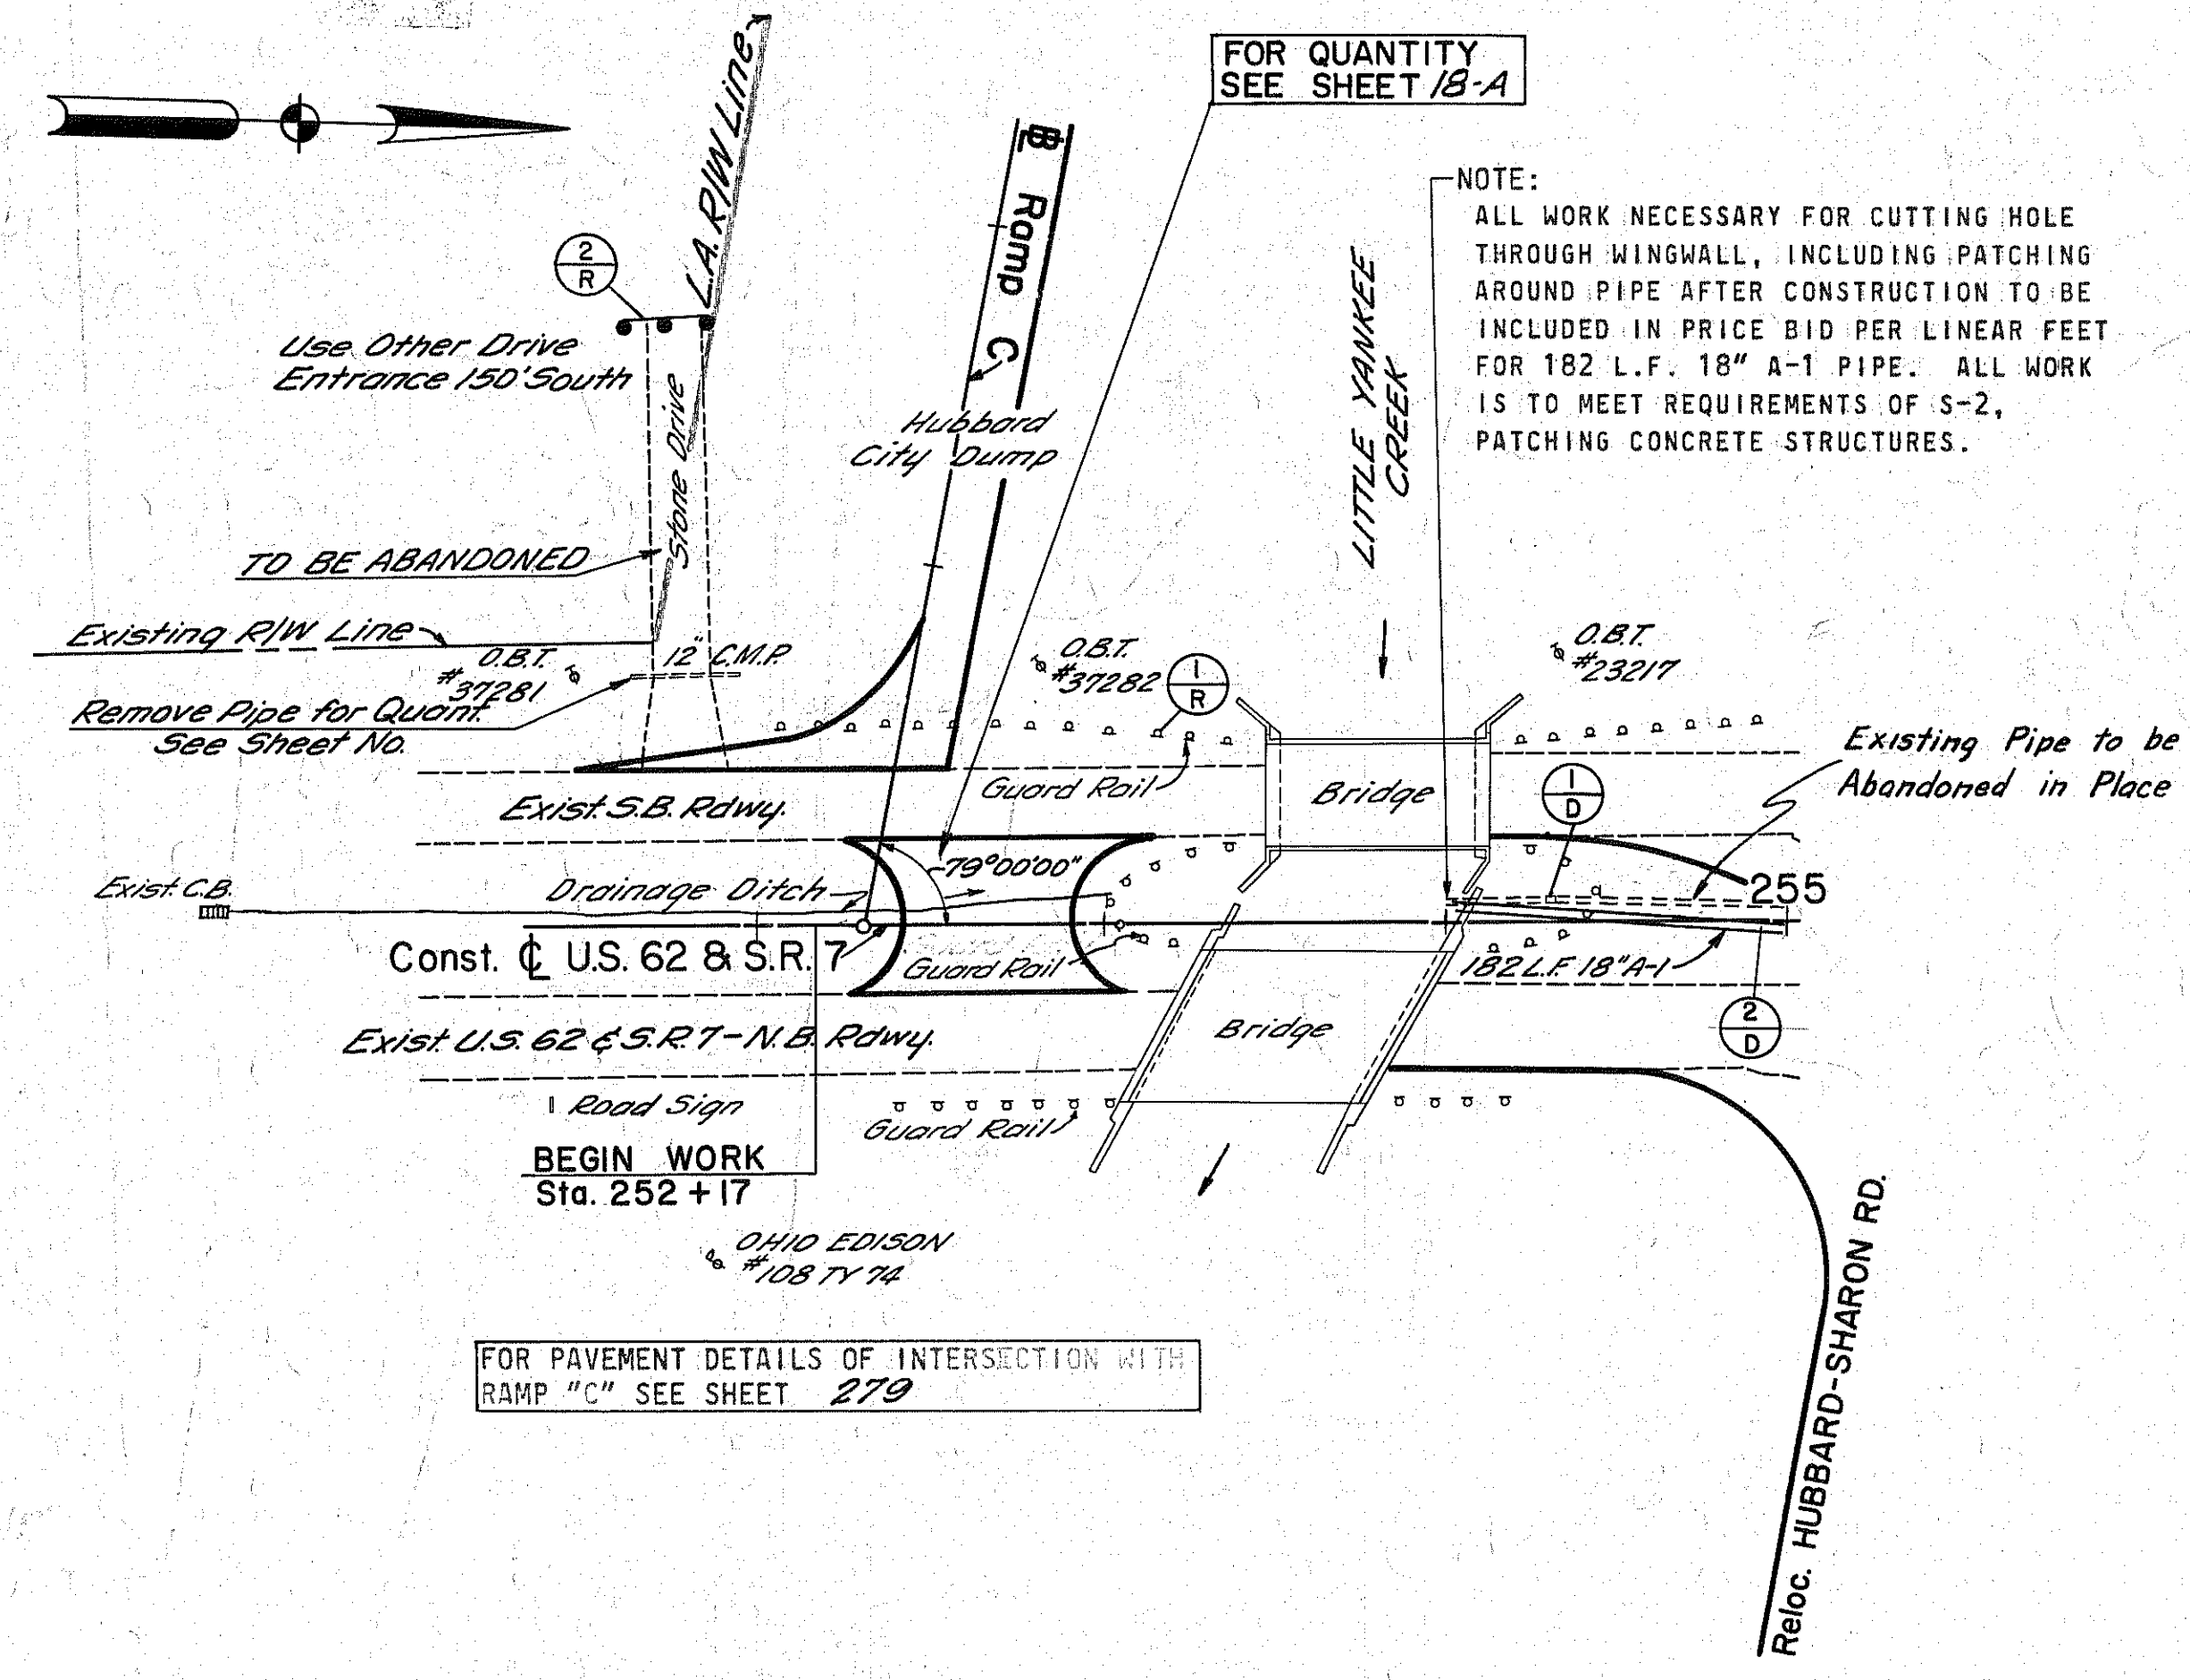 FOR QUANTITY
SEE SHEET 18-A
L.A. R/W Line
B Ramp C
NOTE:
ALL WORK NECESSARY FOR CUTTING HOLE
THROUGH WINGWALL, INCLUDING PATCHING
AROUND PIPE AFTER CONSTRUCTION TO BE
INCLUDED IN PRICE BID PER LINEAR FEET
FOR 182 L.F. 18" A-1 PIPE. ALL WORK
IS TO MEET REQUIREMENTS OF S-2,
PATCHING CONCRETE STRUCTURES.
2
R
Use Other Drive
Entrance 150' South
Stone Drive
Hubbard
City Dump
LITTLE YANKEE
CREEK
TO BE ABANDONED
Existing R/W Line
O.B.T.
#37281
12" C.M.P.
O.B.T.
#37282
1
R
O.B.T.
#23217
Remove Pipe for Quant.
See Sheet No.
Existing Pipe to be
Abandoned in Place
Guard Rail
Bridge
1
D
Exist. S.B. Rdwy.
79°00'00"
Exist. C.B.
Drainage Ditch
255
Const. ℄ U.S. 62 & S.R. 7
Guard Rail
182 L.F. 18" A-1
2
D
Exist. U.S. 62 & S.R. 7-N.B. Rdwy.
Bridge
Road Sign
Guard Rail
BEGIN WORK
Sta. 252+17
OHIO EDISON
#108 TY 74
Reloc. HUBBARD-SHARON RD.
FOR PAVEMENT DETAILS OF INTERSECTION WITH
RAMP "C" SEE SHEET 279